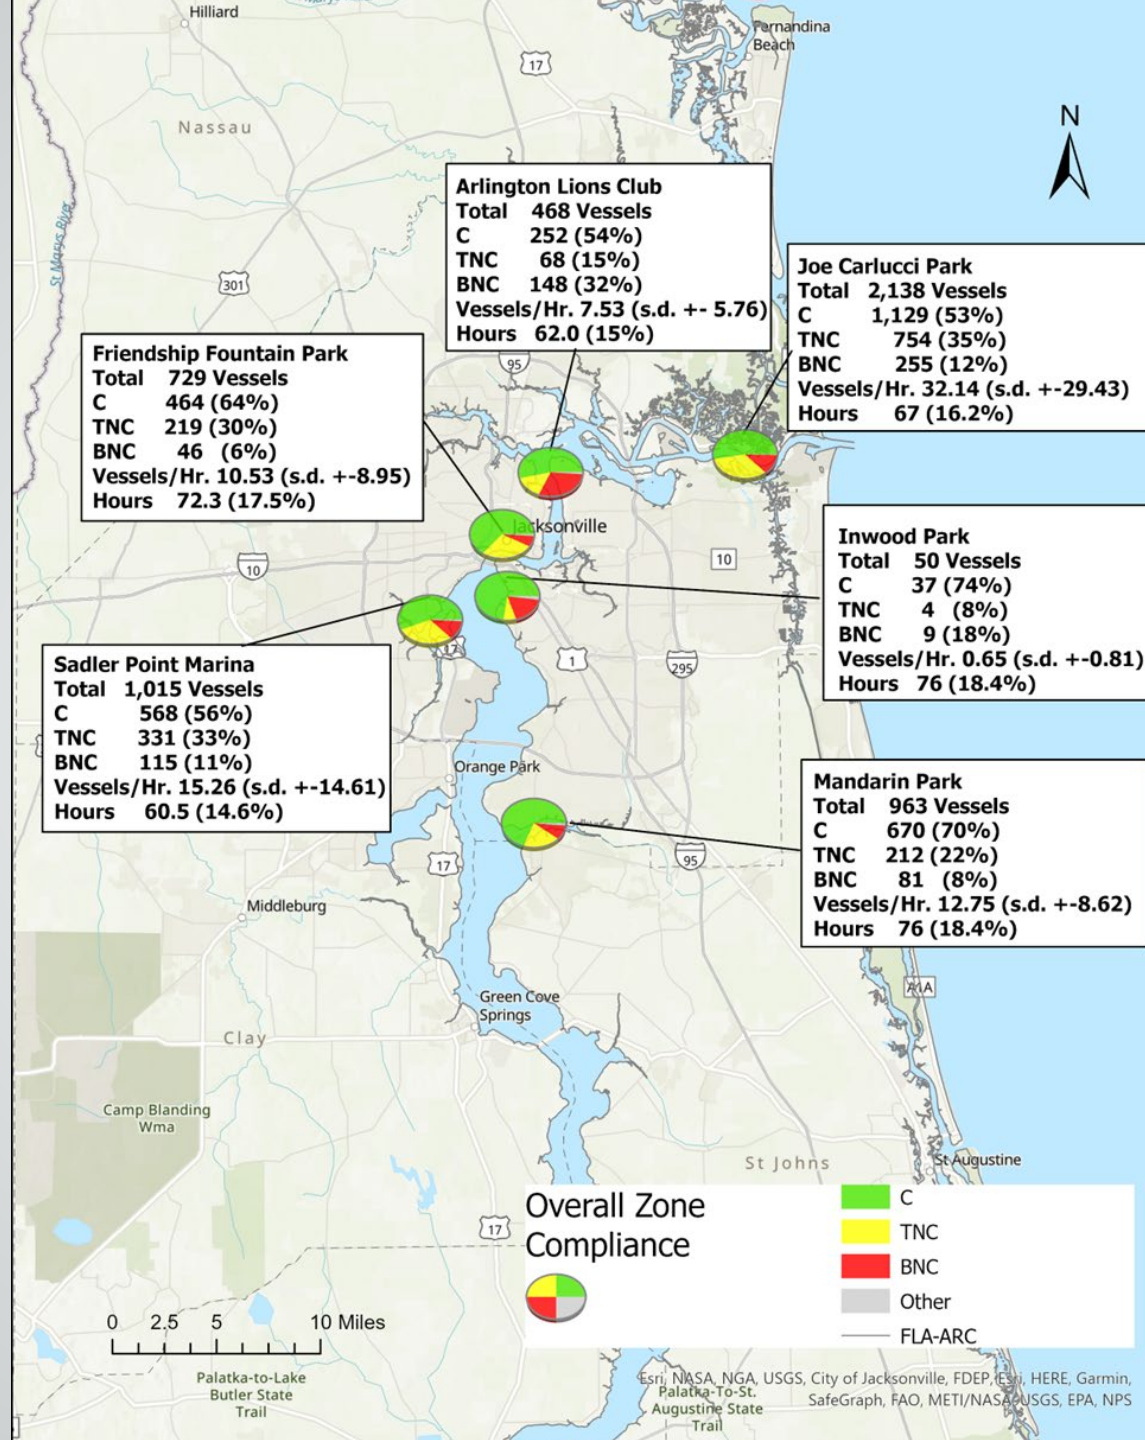 Hilliard
Fernandina
Beach
17
Nassau
N
St Marys River
301
Arlington Lions Club
Total 468 Vessels
C 252 (54%)
TNC 68 (15%)
BNC 148 (32%)
Vessels/Hr. 7.53 (s.d. +- 5.76)
Hours 62.0 (15%)
Joe Carlucci Park
Total 2,138 Vessels
C 1,129 (53%)
TNC 754 (35%)
BNC 255 (12%)
Vessels/Hr. 32.14 (s.d. +-29.43)
Hours 67 (16.2%)
Friendship Fountain Park
Total 729 Vessels
C 464 (64%)
TNC 219 (30%)
BNC 46 (6%)
Vessels/Hr. 10.53 (s.d. +-8.95)
Hours 72.3 (17.5%)
95
Jacksonville
10
10
Inwood Park
Total 50 Vessels
C 37 (74%)
TNC 4 (8%)
BNC 9 (18%)
Vessels/Hr. 0.65 (s.d. +-0.81)
Hours 76 (18.4%)
17
1
295
Sadler Point Marina
Total 1,015 Vessels
C 568 (56%)
TNC 331 (33%)
BNC 115 (11%)
Vessels/Hr. 15.26 (s.d. +-14.61)
Hours 60.5 (14.6%)
Orange Park
Mandarin Park
Total 963 Vessels
C 670 (70%)
TNC 212 (22%)
BNC 81 (8%)
Vessels/Hr. 12.75 (s.d. +-8.62)
Hours 76 (18.4%)
17
95
Middleburg
A1A
Green Cove
Springs
Clay
Camp Blanding
Wma
St Johns
St Augustine
17
Overall Zone
Compliance
C
TNC
BNC
Other
FLA-ARC
0 2.5 5 10 Miles
Palatka-to-Lake
Butler State
Trail
Palatka-To-St.
Augustine State
Trail
Esri, NASA, NGA, USGS, City of Jacksonville, FDEP, Esri, HERE, Garmin,
SafeGraph, FAO, METI/NASA, USGS, EPA, NPS